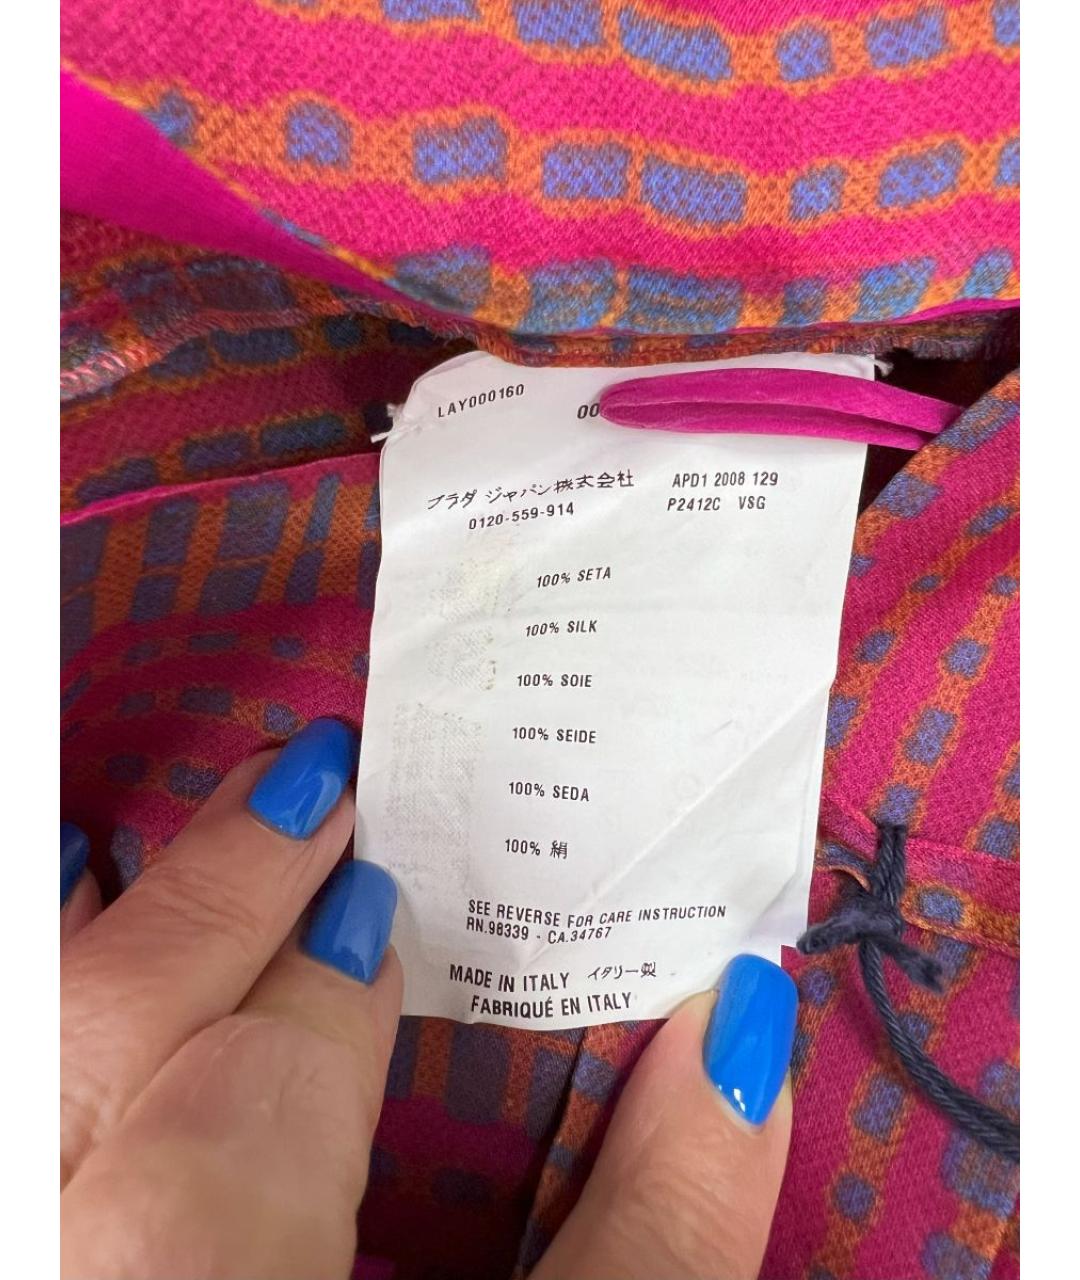 LAY000160
00
プラダ ジャパン株式会社
0120-559-914
APD1 2008 129
P2412C VSG
100% SETA
100% SILK
100% SOIE
100% SEIDE
100% SEDA
100% 絹
SEE REVERSE FOR CARE INSTRUCTION
RN.98339 - CA.34767
MADE IN ITALY イタリー製
FABRIQUÉ EN ITALY